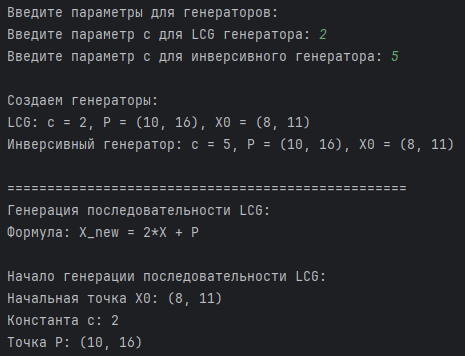 Введите параметры для генераторов:
Введите параметр c для LCG генератора: 2
Введите параметр c для инверсивного генератора: 5
Создаем генераторы:
LCG: c = 2, P = (10, 16), X0 = (8, 11)
Инверсивный генератор: c = 5, P = (10, 16), X0 = (8, 11)
==================================================
Генерация последовательности LCG:
Формула: X_new = 2*X + P
Начало генерации последовательности LCG:
Начальная точка X0: (8, 11)
Константа c: 2
Точка P: (10, 16)